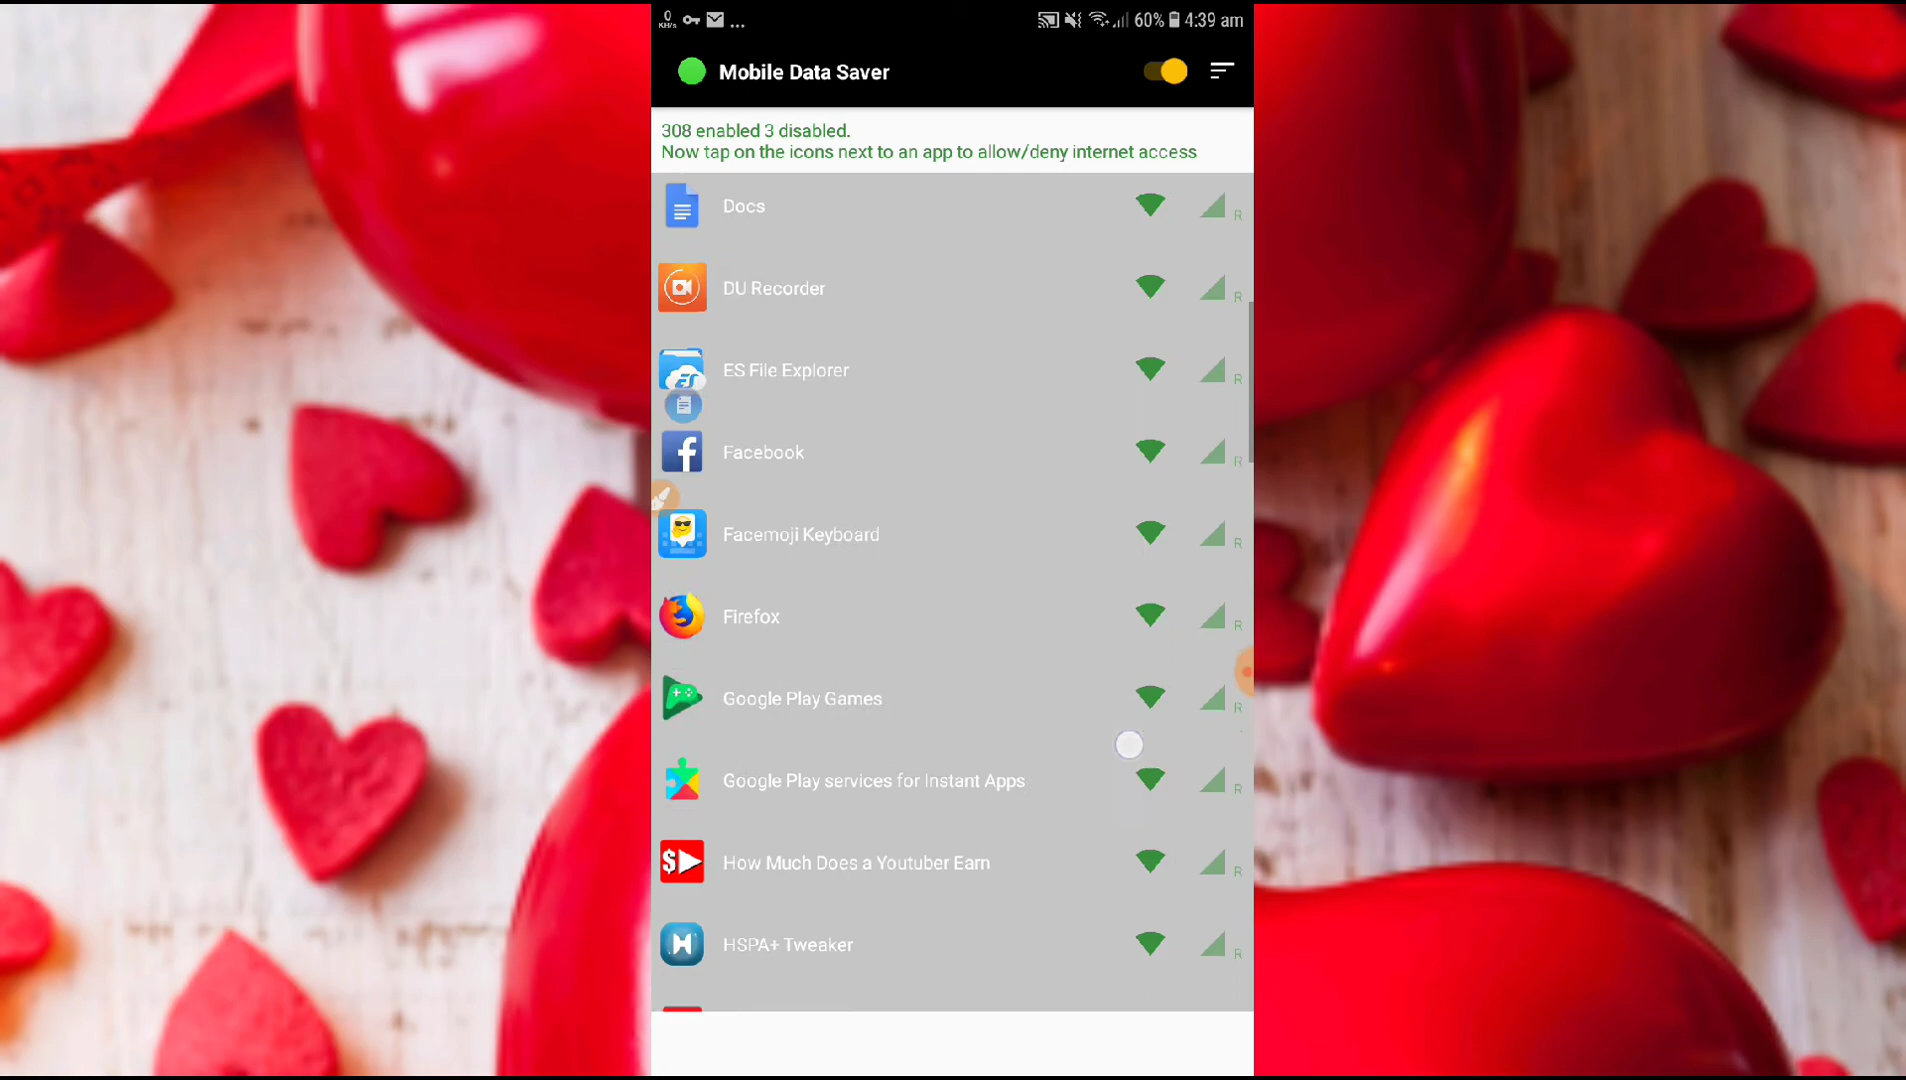 0
KB/s
...
60%
4:39 am
Mobile Data Saver
308 enabled 3 disabled.
Now tap on the icons next to an app to allow/deny internet access
Docs
R
DU Recorder
R
ES File Explorer
R
Facebook
R
Facemoji Keyboard
R
Firefox
R
Google Play Games
R
Google Play services for Instant Apps
R
How Much Does a Youtuber Earn
R
HSPA+ Tweaker
R